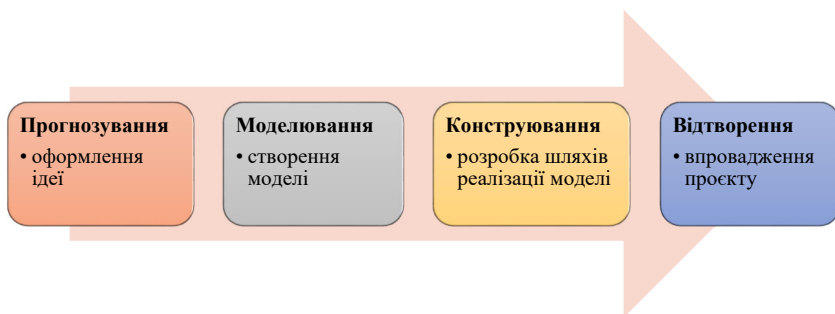 Прогнозування
• оформлення
ідеї
Моделювання
• створення
моделі
Конструювання
• розробка шляхів
реалізації моделі
Відтворення
• впровадження
проєкту